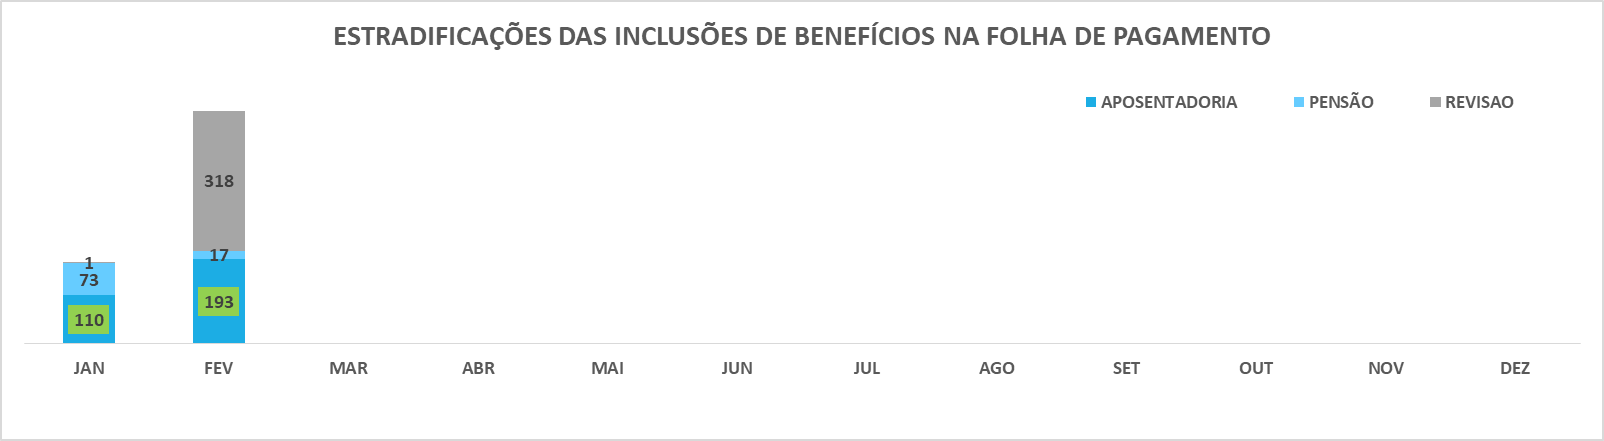 ESTRADIFICAÇÕES DAS INCLUSÕES DE BENEFÍCIOS NA FOLHA DE PAGAMENTO
APOSENTADORIA PENSÃO REVISAO
318
17
193
1
73
110
JAN FEV MAR ABR MAI JUN JUL AGO SET OUT NOV DEZ